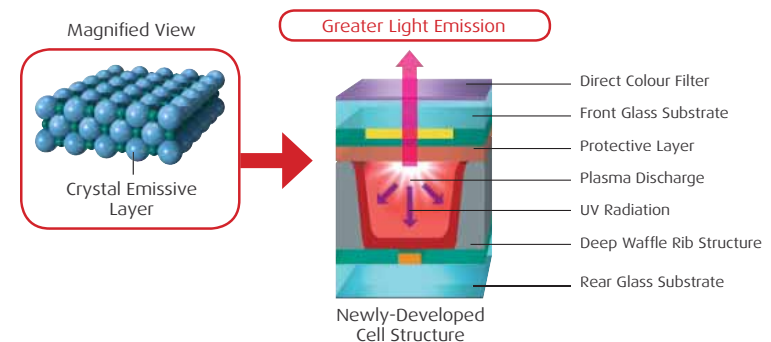 Magnified View
Greater Light Emission
Crystal Emissive
Layer
Direct Colour Filter
Front Glass Substrate
Protective Layer
Plasma Discharge
UV Radiation
Deep Waffle Rib Structure
Rear Glass Substrate
Newly-Developed
Cell Structure